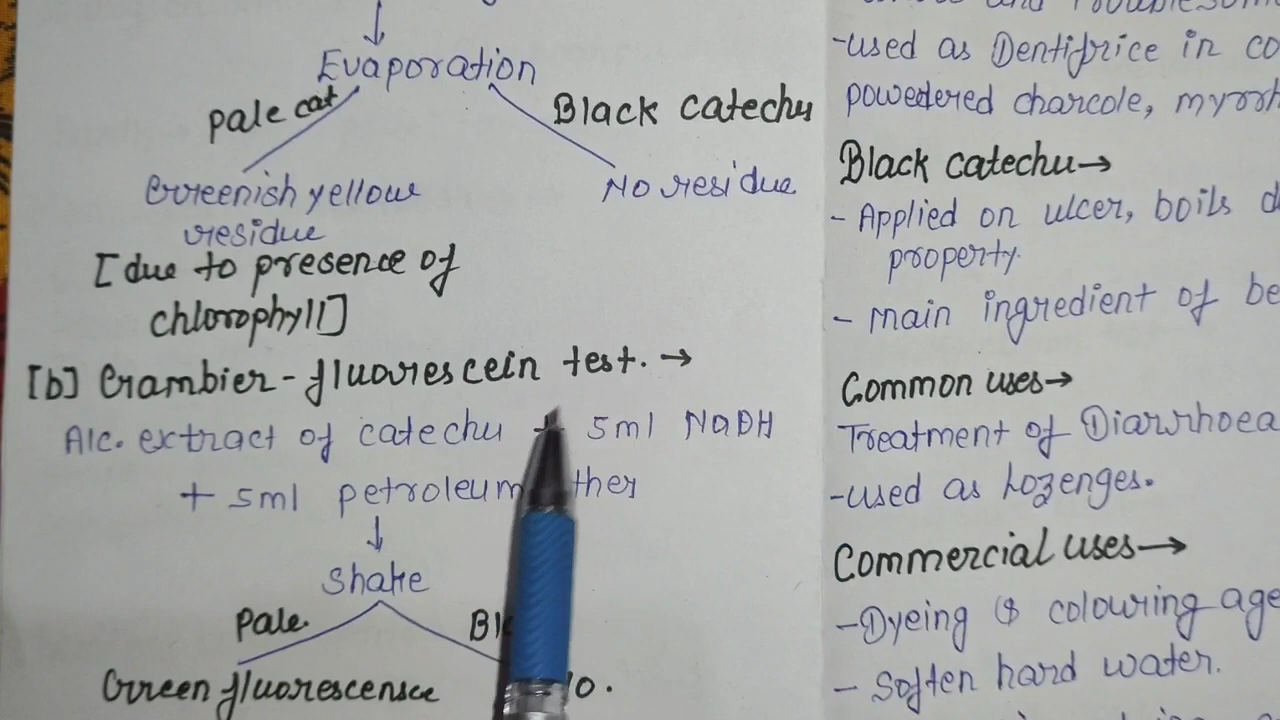 Evaporation
Pale cat
Black catechu
Greenish yellow
residue
No residue
[due to presence of
chlorophyll]
[b] Gambier-fluorescein test. →
Alc. extract of catechu + 5ml NaOH
+ 5ml petroleum
↓
Shake
Pale.
Green fluorescensce
-used as Dentifrice in
powdered charcole,
Black catechu→
- Applied on ulcer, boils
property.
- Main ingredient of
Common uses→
Treatment of Diarrhoea
-used as Lozenges.
Commercial uses→
-Dyeing & colouring
- Soften hard water.